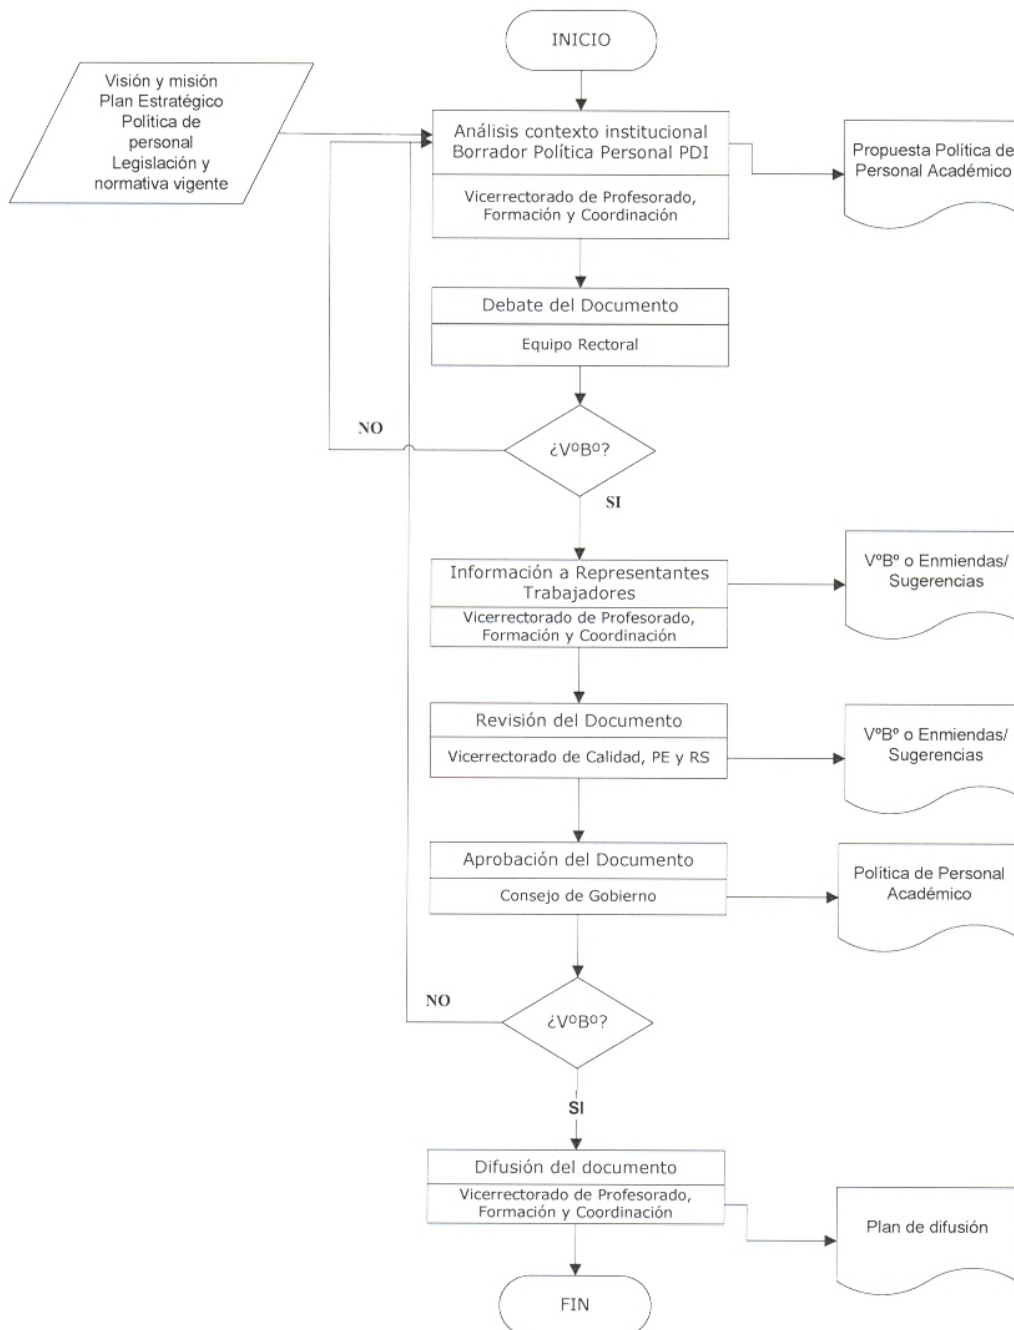 INICIO
Visión y misión
Plan Estratégico
Política de
personal
Legislación y
normativa vigente
Análisis contexto institucional
Borrador Política Personal PDI
Vicerrectorado de Profesorado,
Formación y Coordinación
Propuesta Política de
Personal Académico
Debate del Documento
Equipo Rectoral
NO
¿VºBº?
SI
Información a Representantes
Trabajadores
Vicerrectorado de Profesorado,
Formación y Coordinación
VºBº o Enmiendas/
Sugerencias
Revisión del Documento
Vicerrectorado de Calidad, PE y RS
VºBº o Enmiendas/
Sugerencias
Aprobación del Documento
Consejo de Gobierno
Política de Personal
Académico
NO
¿VºBº?
SI
Difusión del documento
Vicerrectorado de Profesorado,
Formación y Coordinación
Plan de difusión
FIN